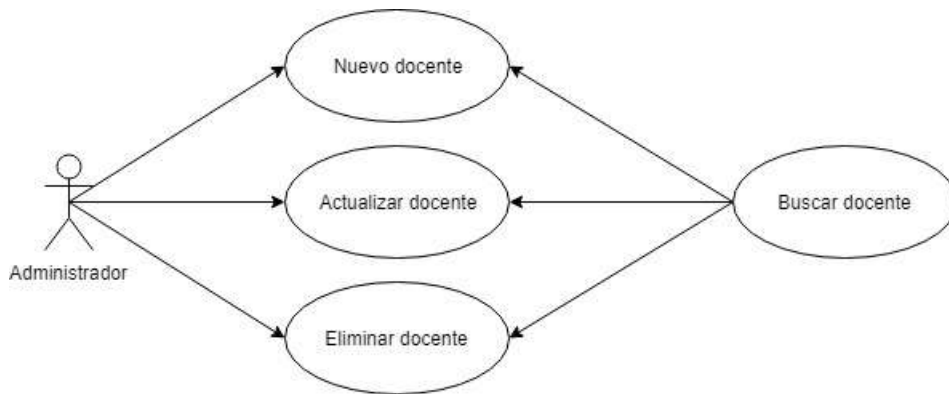 Nuevo docente
Actualizar docente
Buscar docente
Administrador
Eliminar docente